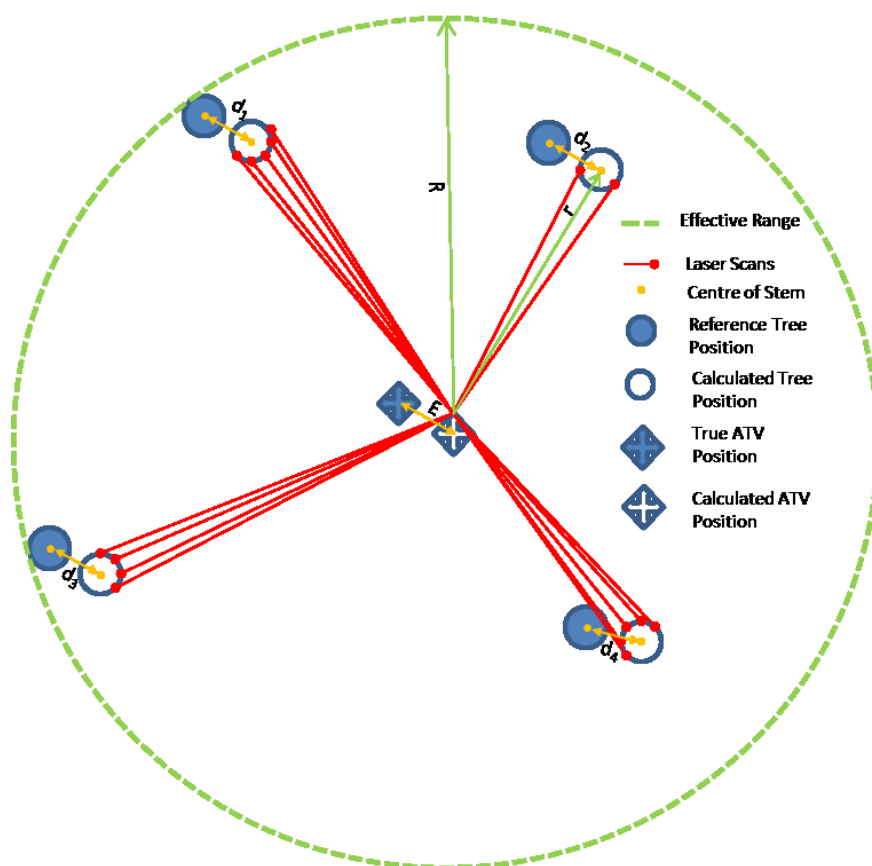 d1
d2
R
r
Effective Range
Laser Scans
Centre of Stem
Reference Tree
Position
Calculated Tree
Position
E
True ATV
Position
Calculated ATV
Position
d3
d4